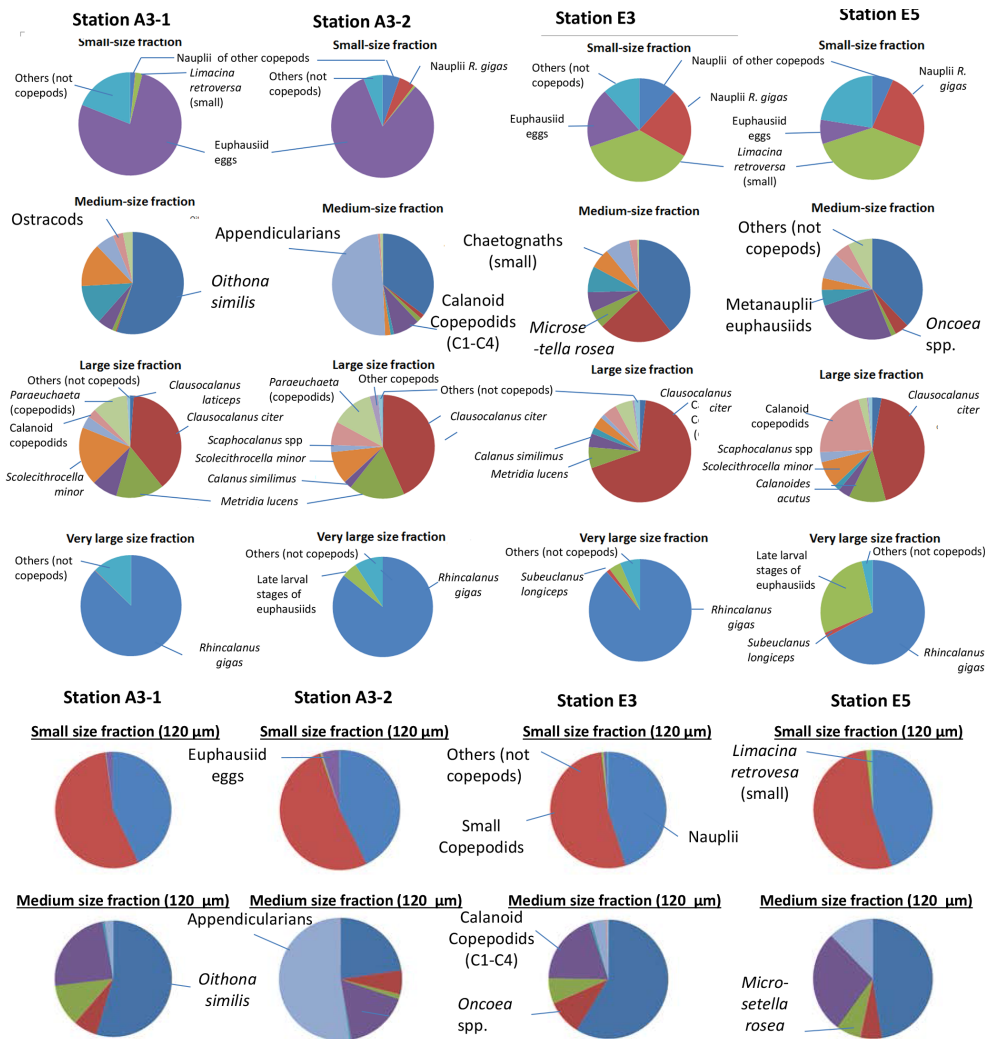 Station A3-1
Station A3-2
Station E3
Station E5
Small-size fraction
Small-size fraction
Small-size fraction
Small-size fraction
Nauplii of other copepods
Others (not
copepods)
Limacina
retroversa
(small)
Euphausiid
eggs
Others (not
copepods)
Nauplii R. gigas
Others (not
copepods)
Nauplii of other copepods
Nauplii R. gigas
Euphausiid
eggs
Limacina
retroversa
(small)
Euphausiid
eggs
Nauplii R.
gigas
Medium-size fraction
Medium-size fraction
Medium-size fraction
Medium-size fraction
Ostracods
Oithona
similis
Appendicularians
Calanoid
Copepodids
(C1-C4)
Chaetognaths
(small)
Microse
-tella rosea
Others (not
copepods)
Metanauplii
euphausiids
Oncoea
spp.
Large size fraction
Large size fraction
Large size fraction
Large size fraction
Others (not copepods)
Paraeuchaeta
(copepodids)
Calanoid
copepodids
Scolecithrocella
minor
Clausocalanus
laticeps
Clausocalanus citer
Metridia lucens
Paraeuchaeta
(copepodids)
Other copepods
Others (not copepods)
Clausocalanus citer
Scaphocalanus spp
Scolecithrocella minor
Calanus similimus
Clausocalanus
citer
Calanus similimus
Metridia lucens
Calanoid
copepodids
Scaphocalanus spp
Scolecithrocella minor
Calanoides
acutus
Clausocalanus
citer
Very large size fraction
Very large size fraction
Very large size fraction
Very large size fraction
Others (not
copepods)
Rhincalanus
gigas
Others (not copepods)
Late larval
stages of
euphausiids
Rhincalanus
gigas
Others (not copepods)
Subeuclanus
longiceps
Rhincalanus
gigas
Late larval
stages of
euphausiids
Others (not copepods)
Subeuclanus
longiceps
Rhincalanus
gigas
Station A3-1
Station A3-2
Station E3
Station E5
Small size fraction (120 µm)
Small size fraction (120 µm)
Small size fraction (120 µm)
Small size fraction (120 µm)
Euphausiid
eggs
Others (not
copepods)
Small
Copepodids
Nauplii
Limacina
retrovesa
(small)
Medium size fraction (120 µm)
Medium size fraction (120 µm)
Medium size fraction (120 µm)
Medium size fraction (120 µm)
Oithona
similis
Appendicularians
Calanoid
Copepodids
(C1-C4)
Oncoea
spp.
Micro-
setella
rosea